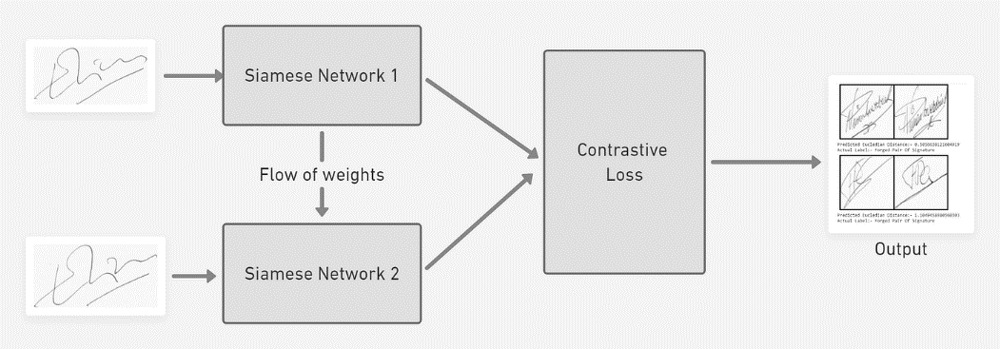 Siamese Network 1
Flow of weights
Siamese Network 2
Contrastive
Loss
Actual Label:- Forged Pair Of Signature
Actual Label:- Forged Pair Of Signature
Output